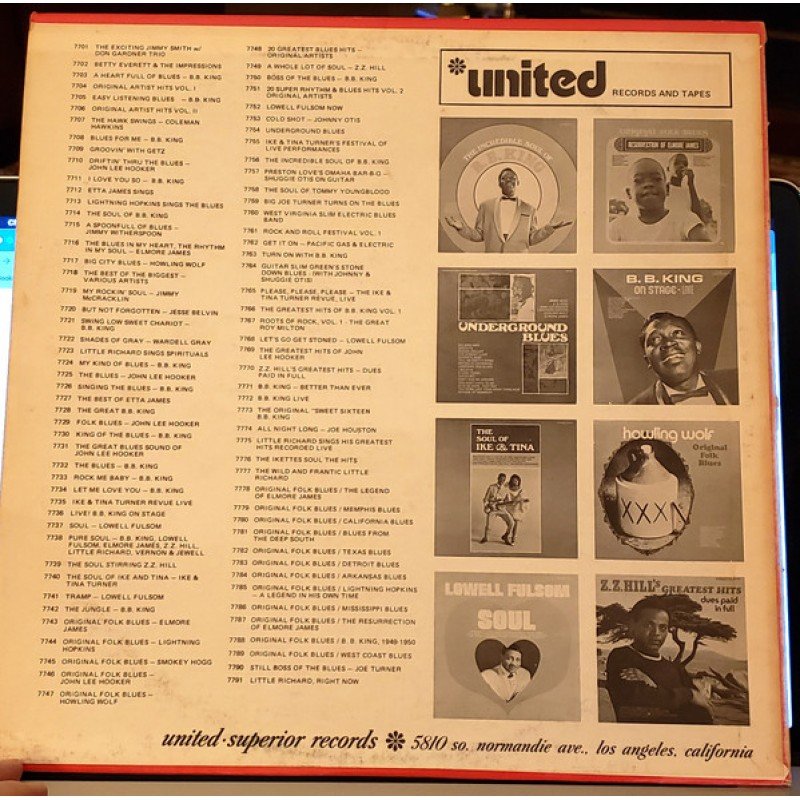 7701 THE EXCITING JIMMY SMITH w/
DON GARDNER TRIO
7702 BETTY EVERETT & THE IMPRESSIONS
7703 A HEART FULL OF BLUES – B.B. KING
7704 ORIGINAL ARTIST HITS VOL. I
7705 EASY LISTENING BLUES – B.B. KING
7706 ORIGINAL ARTIST HITS VOL. II
7707 THE HAWK SWINGS – COLEMAN
HAWKINS
7708 BLUES FOR ME – B.B. KING
7709 GROOVIN' WITH GETZ
7710 DRIFTIN' THRU THE BLUES –
JOHN LEE HOOKER
7711 I LOVE YOU SO – B.B. KING
7712 ETTA JAMES SINGS
7713 LIGHTNING HOPKINS SINGS THE BLUES
7714 THE SOUL OF B.B. KING
7715 A SPOONFULL OF BLUES –
JIMMY WITHERSPOON
7716 THE BLUES IN MY HEART, THE RHYTHM
IN MY SOUL – ELMORE JAMES
7717 BIG CITY BLUES – HOWLING WOLF
7718 THE BEST OF THE BIGGEST –
VARIOUS ARTISTS
7719 MY ROCKIN' SOUL – JIMMY
McCRACKLIN
7720 BUT NOT FORGOTTEN – JESSE BELVIN
7721 SWING LOW SWEET CHARIOT –
B.B. KING
7722 SHADES OF GRAY – WARDELL GRAY
7723 LITTLE RICHARD SINGS SPIRITUALS
7724 MY KIND OF BLUES – B.B. KING
7725 THE BLUES – JOHN LEE HOOKER
7726 SINGING THE BLUES – B.B. KING
7727 THE BEST OF ETTA JAMES
7728 THE GREAT B.B. KING
7729 FOLK BLUES – JOHN LEE HOOKER
7730 KING OF THE BLUES – B.B. KING
7731 THE GREAT BLUES SOUND OF
JOHN LEE HOOKER
7732 THE BLUES – B.B. KING
7733 ROCK ME BABY – B.B. KING
7734 LET ME LOVE YOU – B.B. KING
7735 IKE & TINA TURNER REVUE LIVE
7736 LIVE! B.B. KING ON STAGE
7737 SOUL – LOWELL FULSOM
7738 PURE SOUL – B.B. KING, LOWELL
FULSOM, ELMORE JAMES, Z.Z. HILL,
LITTLE RICHARD, VERNON & JEWELL
7739 THE SOUL STIRRING Z.Z. HILL
7740 THE SOUL OF IKE AND TINA – IKE &
TINA TURNER
7741 TRAMP – LOWELL FULSOM
7742 THE JUNGLE – B.B. KING
7743 ORIGINAL FOLK BLUES – ELMORE
JAMES
7744 ORIGINAL FOLK BLUES – LIGHTNING
HOPKINS
7745 ORIGINAL FOLK BLUES – SMOKEY HOGG
7746 ORIGINAL FOLK BLUES –
JOHN LEE HOOKER
7747 ORIGINAL FOLK BLUES –
HOWLING WOLF
7748 20 GREATEST BLUES HITS –
ORIGINAL ARTISTS
7749 A WHOLE LOT OF SOUL – Z.Z. HILL
7750 BOSS OF THE BLUES – B.B. KING
7751 20 SUPER RHYTHM & BLUES HITS VOL. 2
ORIGINAL ARTISTS
7752 LOWELL FULSOM NOW
7753 COLD SHOT – JOHNNY OTIS
7754 UNDERGROUND BLUES
7755 IKE & TINA TURNER'S FESTIVAL OF
LIVE PERFORMANCES
7756 THE INCREDIBLE SOUL OF B.B. KING
7757 PRESTON LOVE'S OMAHA BAR-B-Q –
SHUGGIE OTIS ON GUITAR
7758 THE SOUL OF TOMMY YOUNGBLOOD
7759 BIG JOE TURNER TURNS ON THE BLUES
7760 WEST VIRGINIA SLIM ELECTRIC BLUES
BAND
7761 ROCK AND ROLL FESTIVAL VOL. 1
7762 GET IT ON – PACIFIC GAS & ELECTRIC
7763 TURN ON WITH B.B. KING
7764 GUITAR SLIM GREEN'S STONE
DOWN BLUES - (WITH JOHNNY &
SHUGGIE OTIS)
7765 PLEASE, PLEASE, PLEASE – THE IKE &
TINA TURNER REVUE, LIVE
7766 THE GREATEST HITS OF B.B. KING VOL. 1
7767 ROOTS OF ROCK, VOL. 1 - THE GREAT
ROY MILTON
7768 LET'S GO GET STONED – LOWELL FULSOM
7769 THE GREATEST HITS OF JOHN
LEE HOOKER
7770 Z.Z. HILL'S GREATEST HITS – DUES
PAID IN FULL
7771 B.B. KING – BETTER THAN EVER
7772 B.B. KING LIVE
7773 THE ORIGINAL "SWEET SIXTEEN
B.B. KING
7774 ALL NIGHT LONG – JOE HOUSTON
7775 LITTLE RICHARD SINGS HIS GREATEST
HITS RECORDED LIVE
7776 THE IKETTES SOUL THE HITS
7777 THE WILD AND FRANTIC LITTLE
RICHARD
7778 ORIGINAL FOLK BLUES / THE LEGEND
OF ELMORE JAMES
7779 ORIGINAL FOLK BLUES / MEMPHIS BLUES
7780 ORIGINAL FOLK BLUES / CALIFORNIA BLUES
7781 ORIGINAL FOLK BLUES / BLUES FROM
THE DEEP SOUTH
7782 ORIGINAL FOLK BLUES / TEXAS BLUES
7783 ORIGINAL FOLK BLUES / DETROIT BLUES
7784 ORIGINAL FOLK BLUES / ARKANSAS BLUES
7785 ORIGINAL FOLK BLUES / LIGHTNING HOPKINS
– A LEGEND IN HIS OWN TIME
7786 ORIGINAL FOLK BLUES / MISSISSIPPI BLUES
7787 ORIGINAL FOLK BLUES / THE RESURRECTION
OF ELMORE JAMES
7788 ORIGINAL FOLK BLUES / B.B. KING, 1949-1950
7789 ORIGINAL FOLK BLUES / WEST COAST BLUES
7790 STILL BOSS OF THE BLUES – JOE TURNER
7791 LITTLE RICHARD, RIGHT NOW
united RECORDS AND TAPES
THE INCREDIBLE SOUL OF
B.B. KING
ORIGINAL FOLK BLUES
RESURRECTION OF ELMORE JAMES
UNDERGROUND
BLUES
B.B. KING
ON STAGE - LIVE
THE
SOUL OF
IKE & TINA
howling wolf
Original
Folk
Blues
XXXX
LOWELL FULSOM
SOUL
Z.Z. HILL'S GREATEST HITS
dues paid
in full
united-superior records 5810 so. normandie ave., los angeles, california